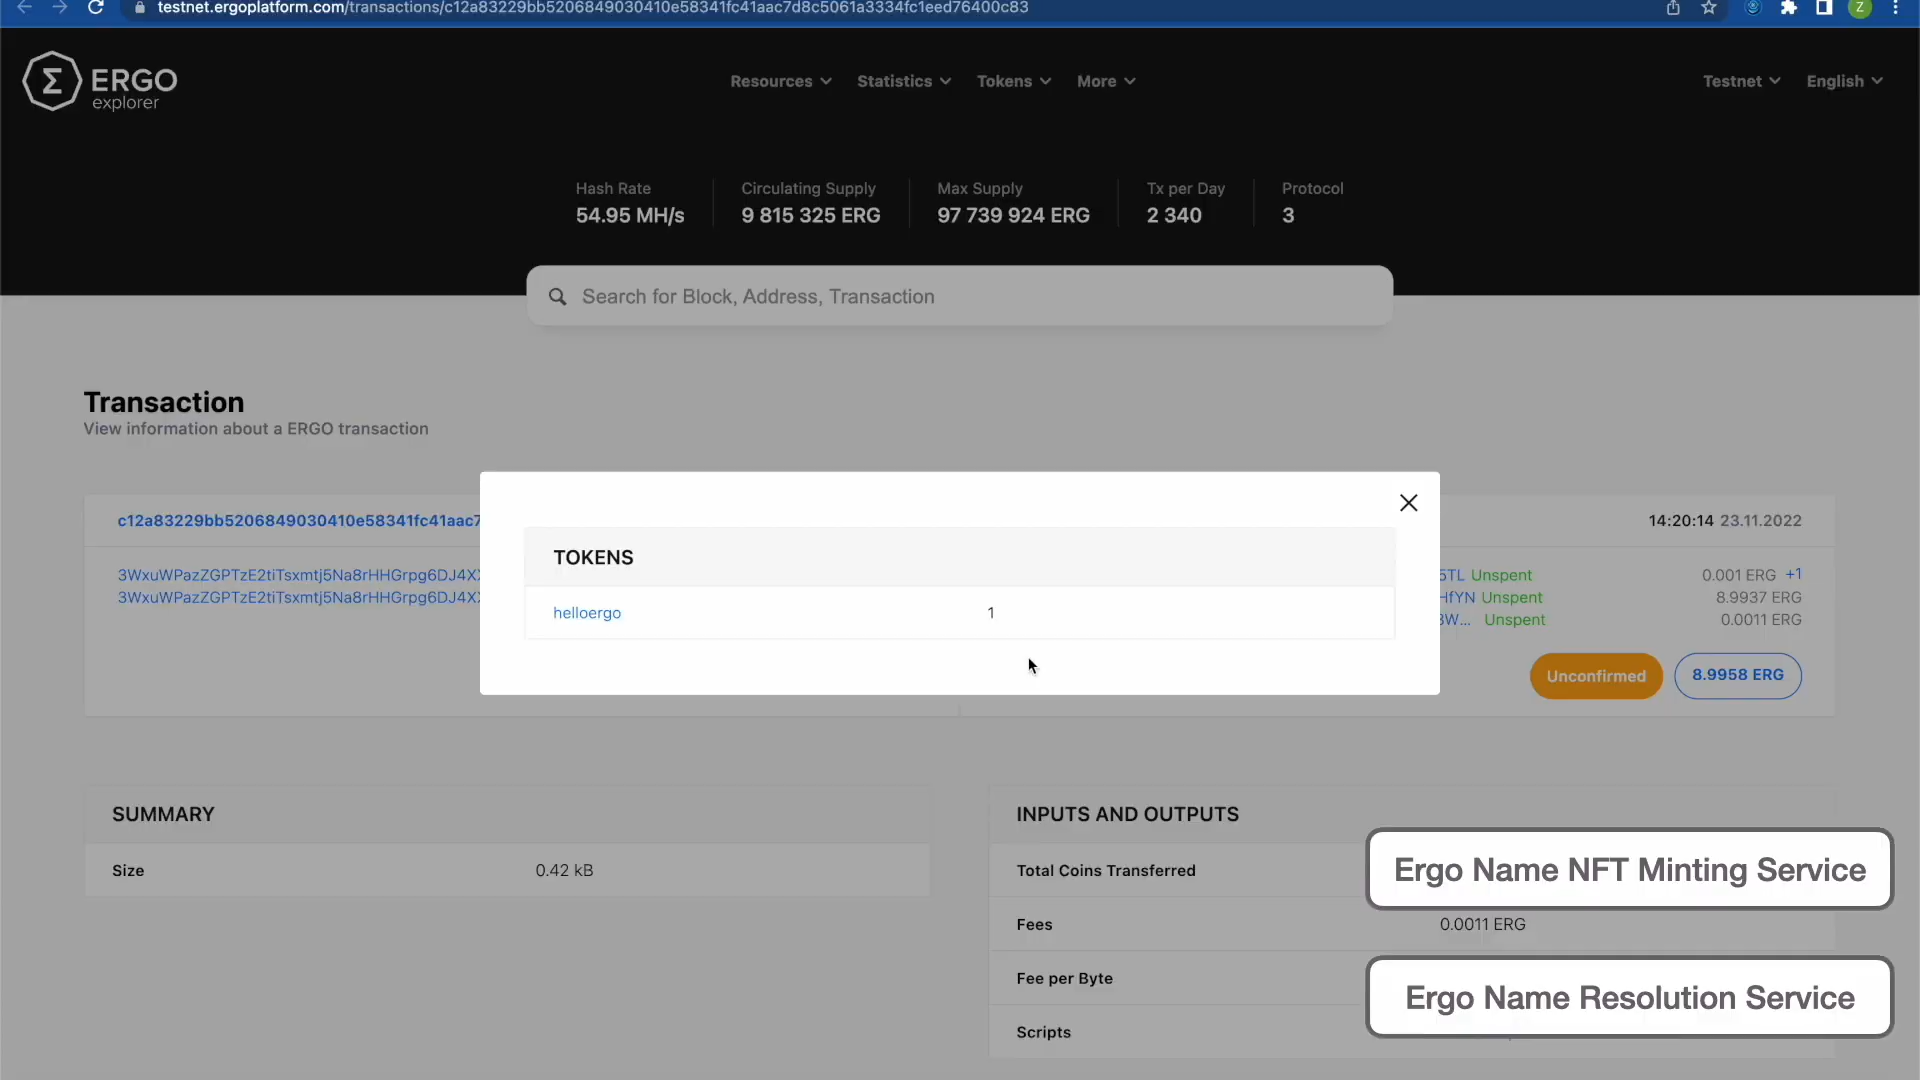 testnet.ergoplatform.com/transactions/c12a83229bb5206849030410e58341fc41aac7d8c5061a3334fc1eed76400c83
Z
Σ ERGO
explorer
Resources
Statistics
Tokens
More
Testnet
English
Hash Rate
54.95 MH/s
Circulating Supply
9 815 325 ERG
Max Supply
97 739 924 ERG
Tx per Day
2 340
Protocol
3
Search for Block, Address, Transaction
Transaction
View information about a ERGO transaction
c12a83229bb5206849030410e58341fc41aac7
14:20:14 23.11.2022
3WxuWPazZGPTzE2tiTsxmtj5Na8rHHGrpg6DJ4X
3WxuWPazZGPTzE2tiTsxmtj5Na8rHHGrpg6DJ4X
5TL Unspent
0.001 ERG +1
HfYN Unspent
8.9937 ERG
3W... Unspent
0.0011 ERG
Unconfirmed
8.9958 ERG
TOKENS
helloergo
1
SUMMARY
Size
0.42 kB
INPUTS AND OUTPUTS
Total Coins Transferred
Fees
0.0011 ERG
Fee per Byte
Scripts
Ergo Name NFT Minting Service
Ergo Name Resolution Service